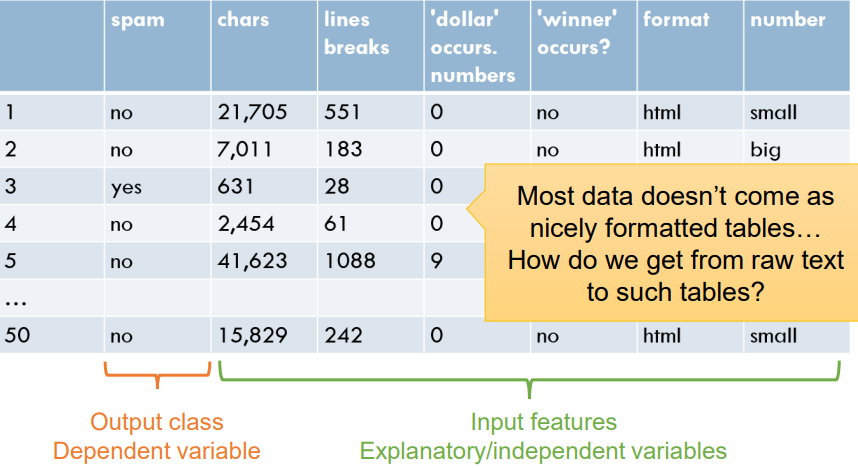 spam chars lines breaks 'dollar' occurs. numbers 'winner' occurs? format number
1 no 21,705 551 0 no html small
2 no 7,011 183 0 no html big
3 yes 631 28 0
4 no 2,454 61 0
5 no 41,623 1088 9
...
50 no 15,829 242 0 no html small
Most data doesn't come as
nicely formatted tables…
How do we get from raw text
to such tables?
Output class
Dependent variable
Input features
Explanatory/independent variables